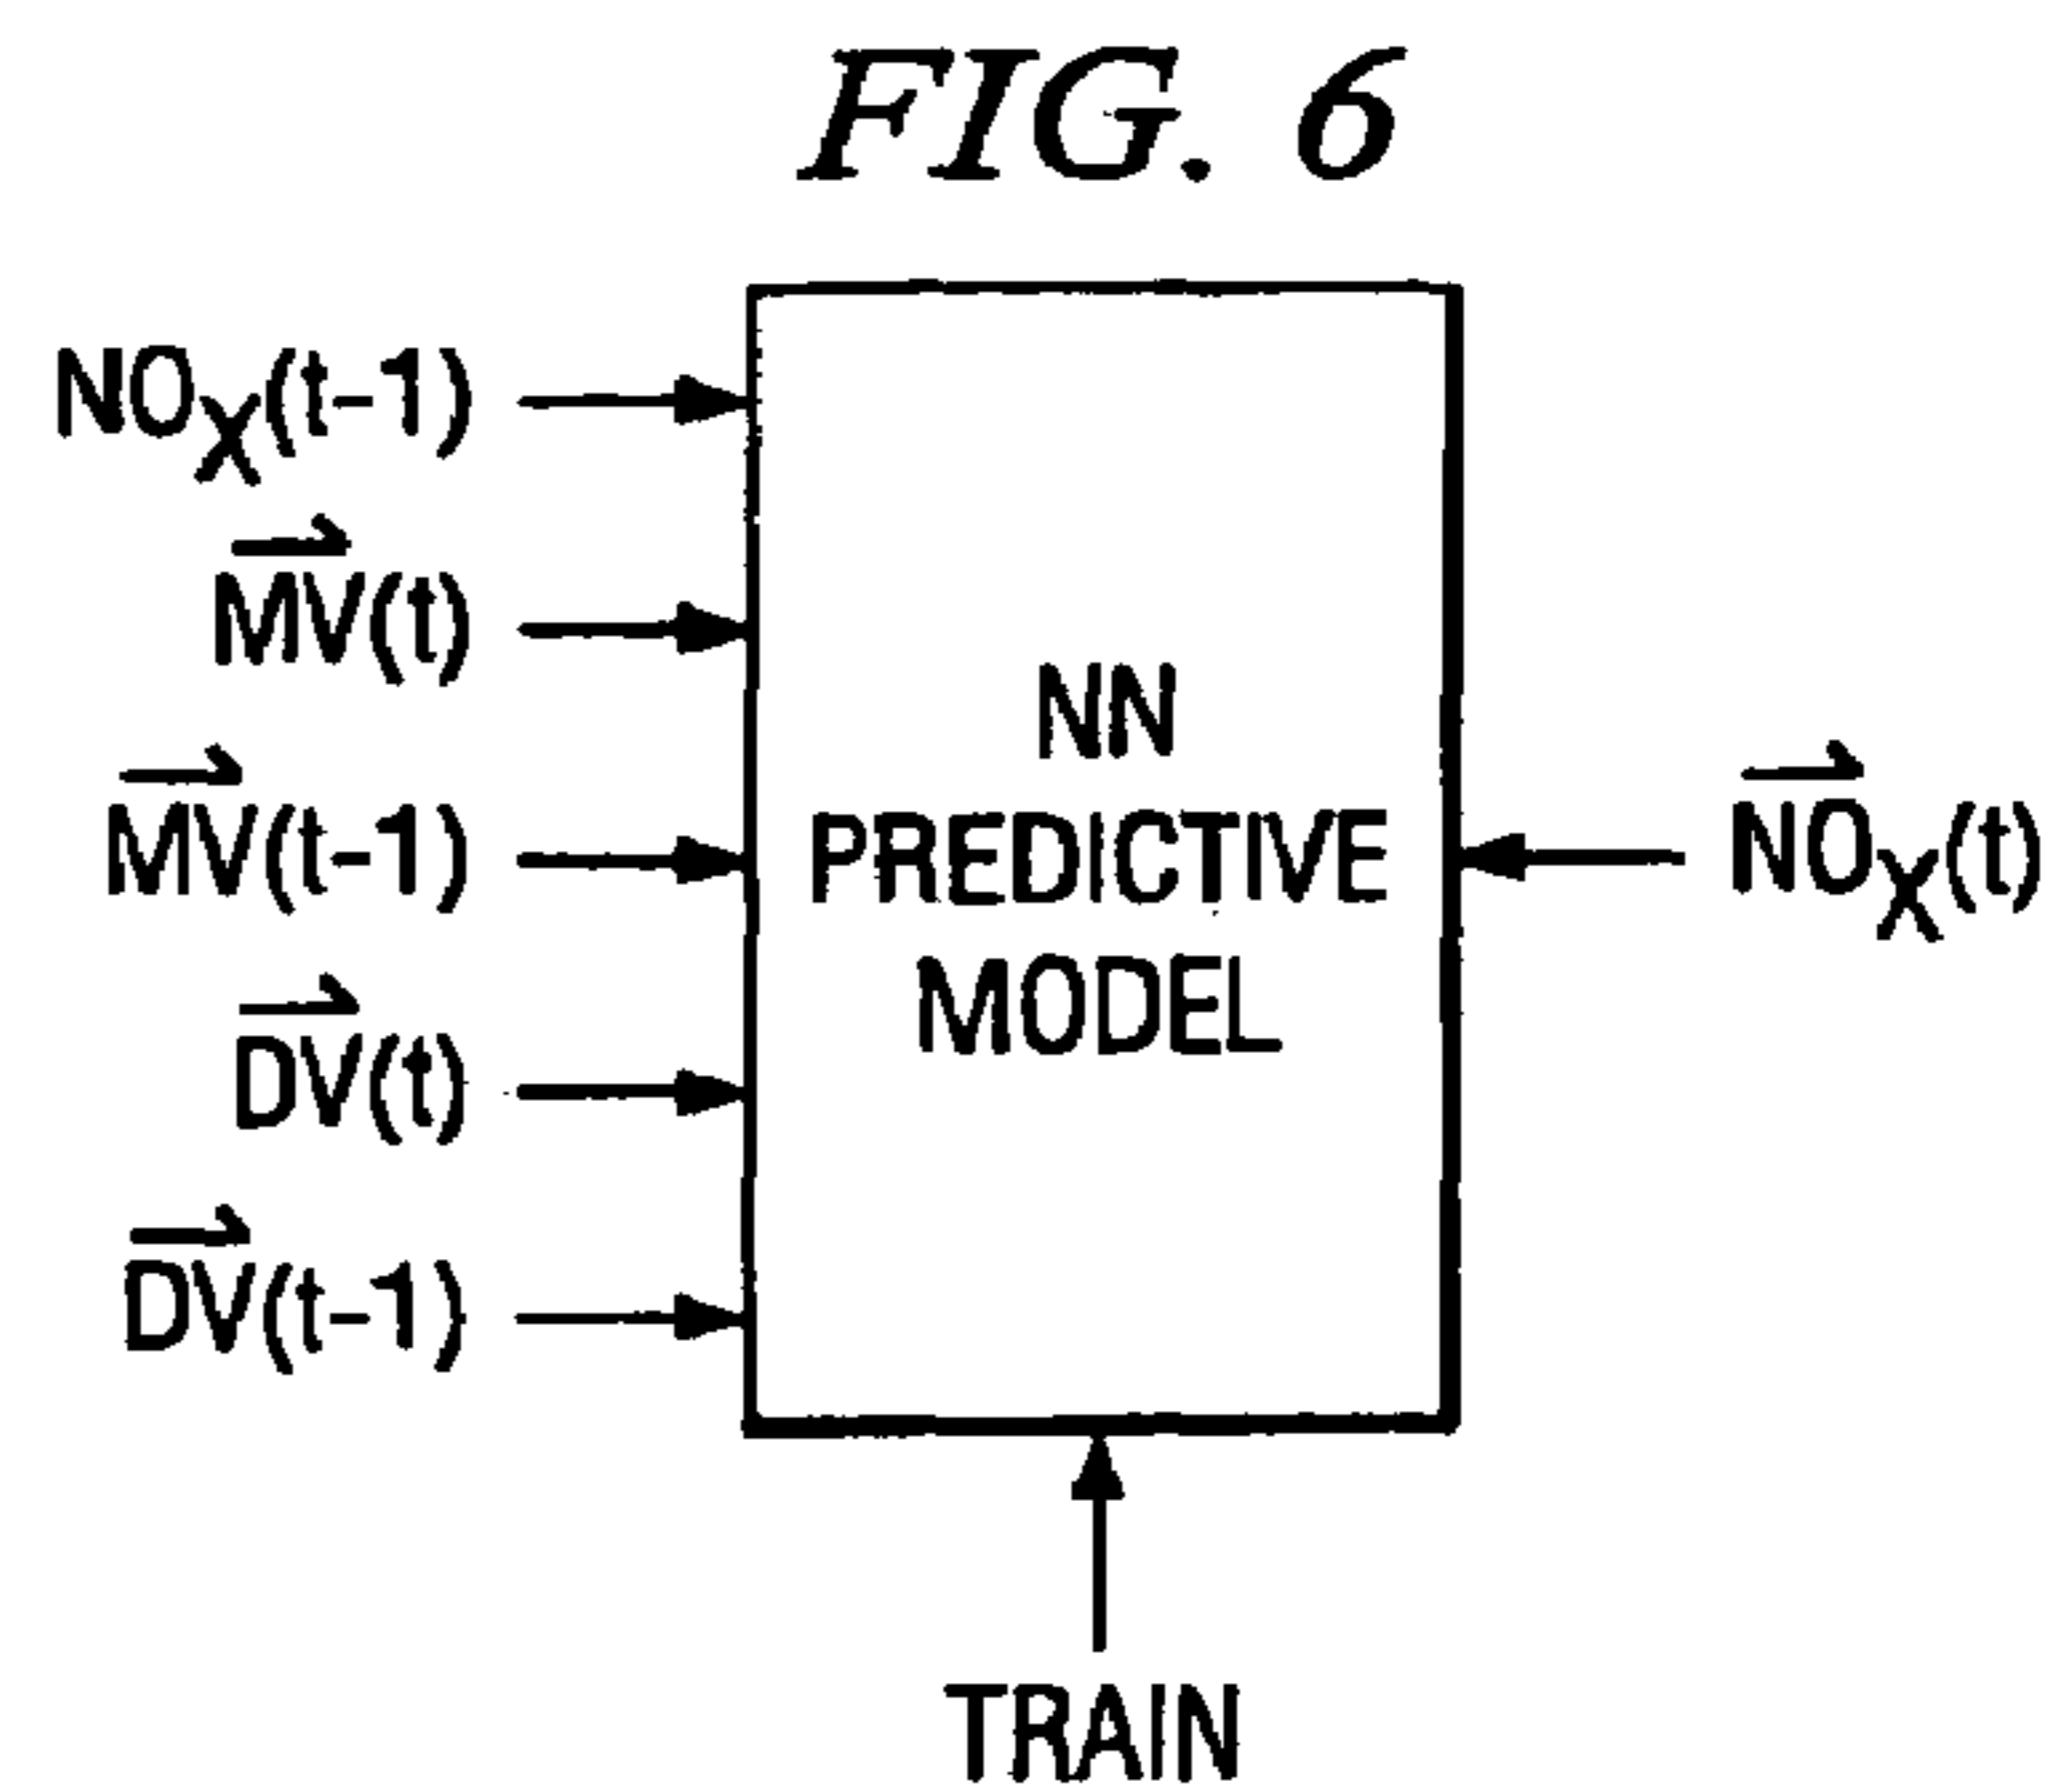 FIG. 6
NOX(t-1)
MV(t)
MV(t-1)
DV(t)
DV(t-1)
NN
PREDICTIVE
MODEL
NOX(t)
TRAIN